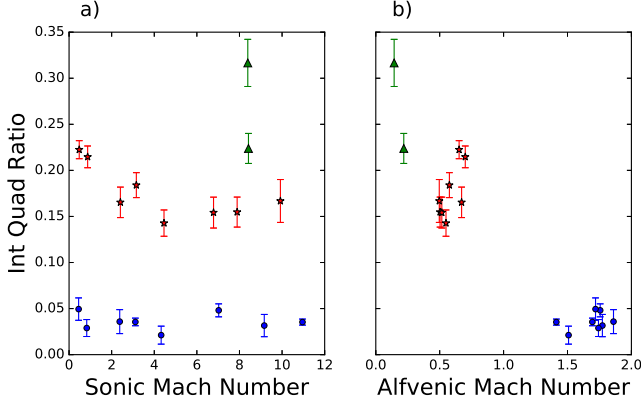 a) b)
0.35
0.30
0.25
0.20
0.15
0.10
0.05
0.00
Int Quad Ratio
0 2 4 6 8 10 12
0.0 0.5 1.0 1.5 2.0
Sonic Mach Number
Alfvenic Mach Number